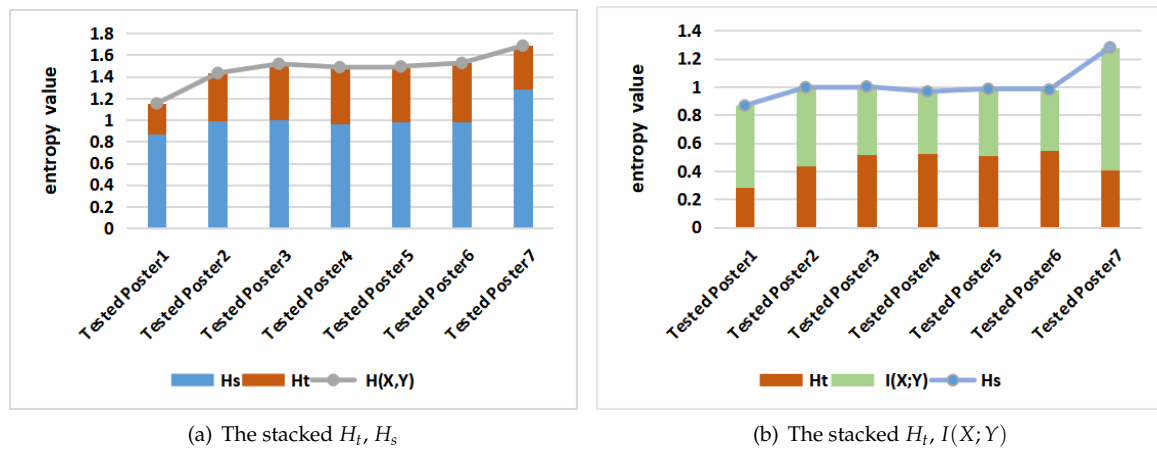 1.8
1.6
1.4
1.2
1
0.8
0.6
0.4
0.2
0
entropy value
Tested Poster1
Tested Poster2
Tested Poster3
Tested Poster4
Tested Poster5
Tested Poster6
Tested Poster7
Hs Ht H(X,Y)
(a) The stacked Ht, Hs
1.4
1.2
1
0.8
0.6
0.4
0.2
0
entropy value
Tested Poster1
Tested Poster2
Tested Poster3
Tested Poster4
Tested Poster5
Tested Poster6
Tested Poster7
Ht I(X;Y) Hs
(b) The stacked Ht, I(X;Y)